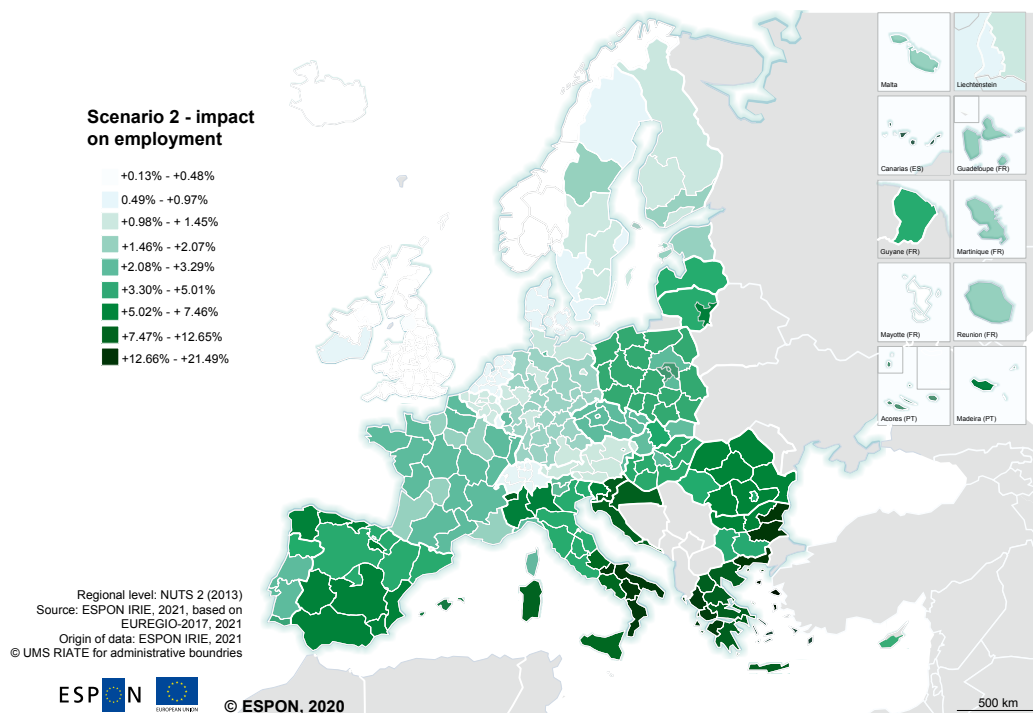 Scenario 2 - impact
on employment
+0.13% - +0.48%
0.49% - +0.97%
+0.98% - + 1.45%
+1.46% - +2.07%
+2.08% - +3.29%
+3.30% - +5.01%
+5.02% - + 7.46%
+7.47% - +12.65%
+12.66% - +21.49%
Malta
Liechtenstein
Canarias (ES)
Guadeloupe (FR)
Guyane (FR)
Martinique (FR)
Mayotte (FR)
Reunion (FR)
Acores (PT)
Madeira (PT)
Regional level: NUTS 2 (2013)
Source: ESPON IRIE, 2021, based on
EUREGIO-2017, 2021
Origin of data: ESPON IRIE, 2021
© UMS RIATE for administrative boundries
ESPON
EUROPEAN UNION
© ESPON, 2020
500 km